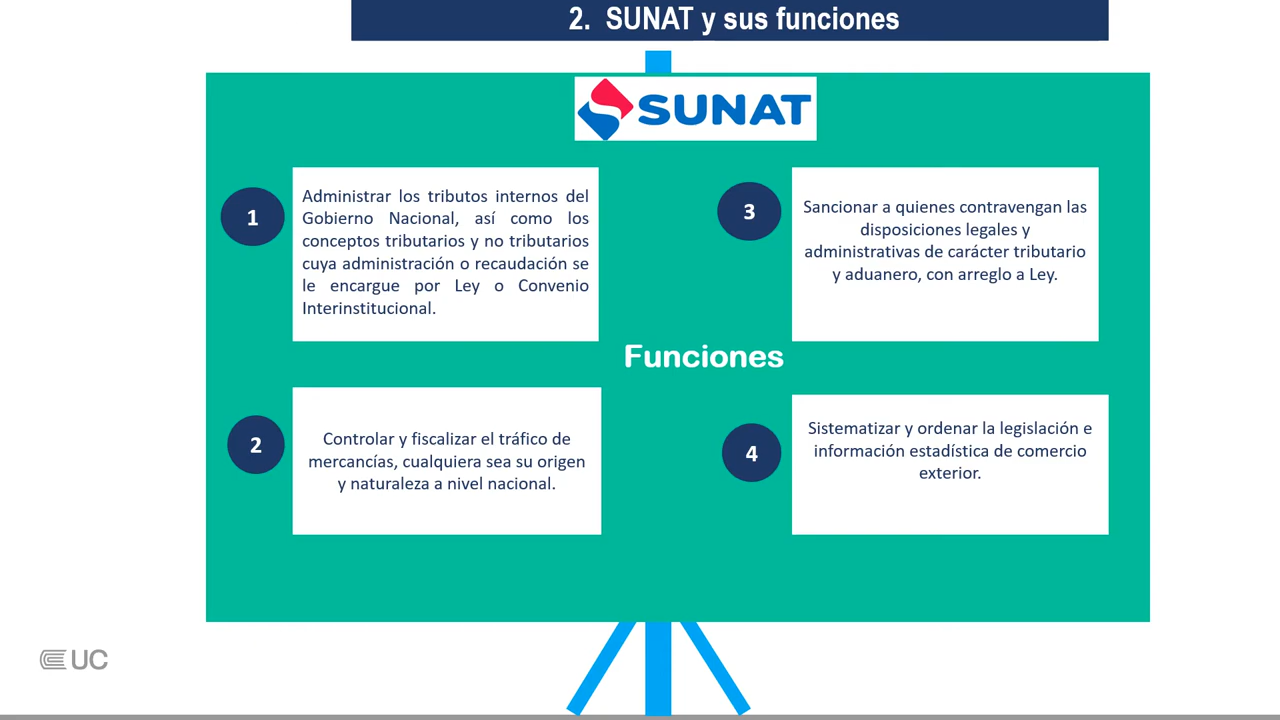 2. SUNAT y sus funciones
SUNAT
1
Administrar los tributos internos del
Gobierno Nacional, así como los
conceptos tributarios y no tributarios
cuya administración o recaudación se
le encargue por Ley o Convenio
Interinstitucional.
2
Controlar y fiscalizar el tráfico de
mercancías, cualquiera sea su origen
y naturaleza a nivel nacional.
Funciones
3
Sancionar a quienes contravengan las
disposiciones legales y
administrativas de carácter tributario
y aduanero, con arreglo a Ley.
4
Sistematizar y ordenar la legislación e
información estadística de comercio
exterior.
UC